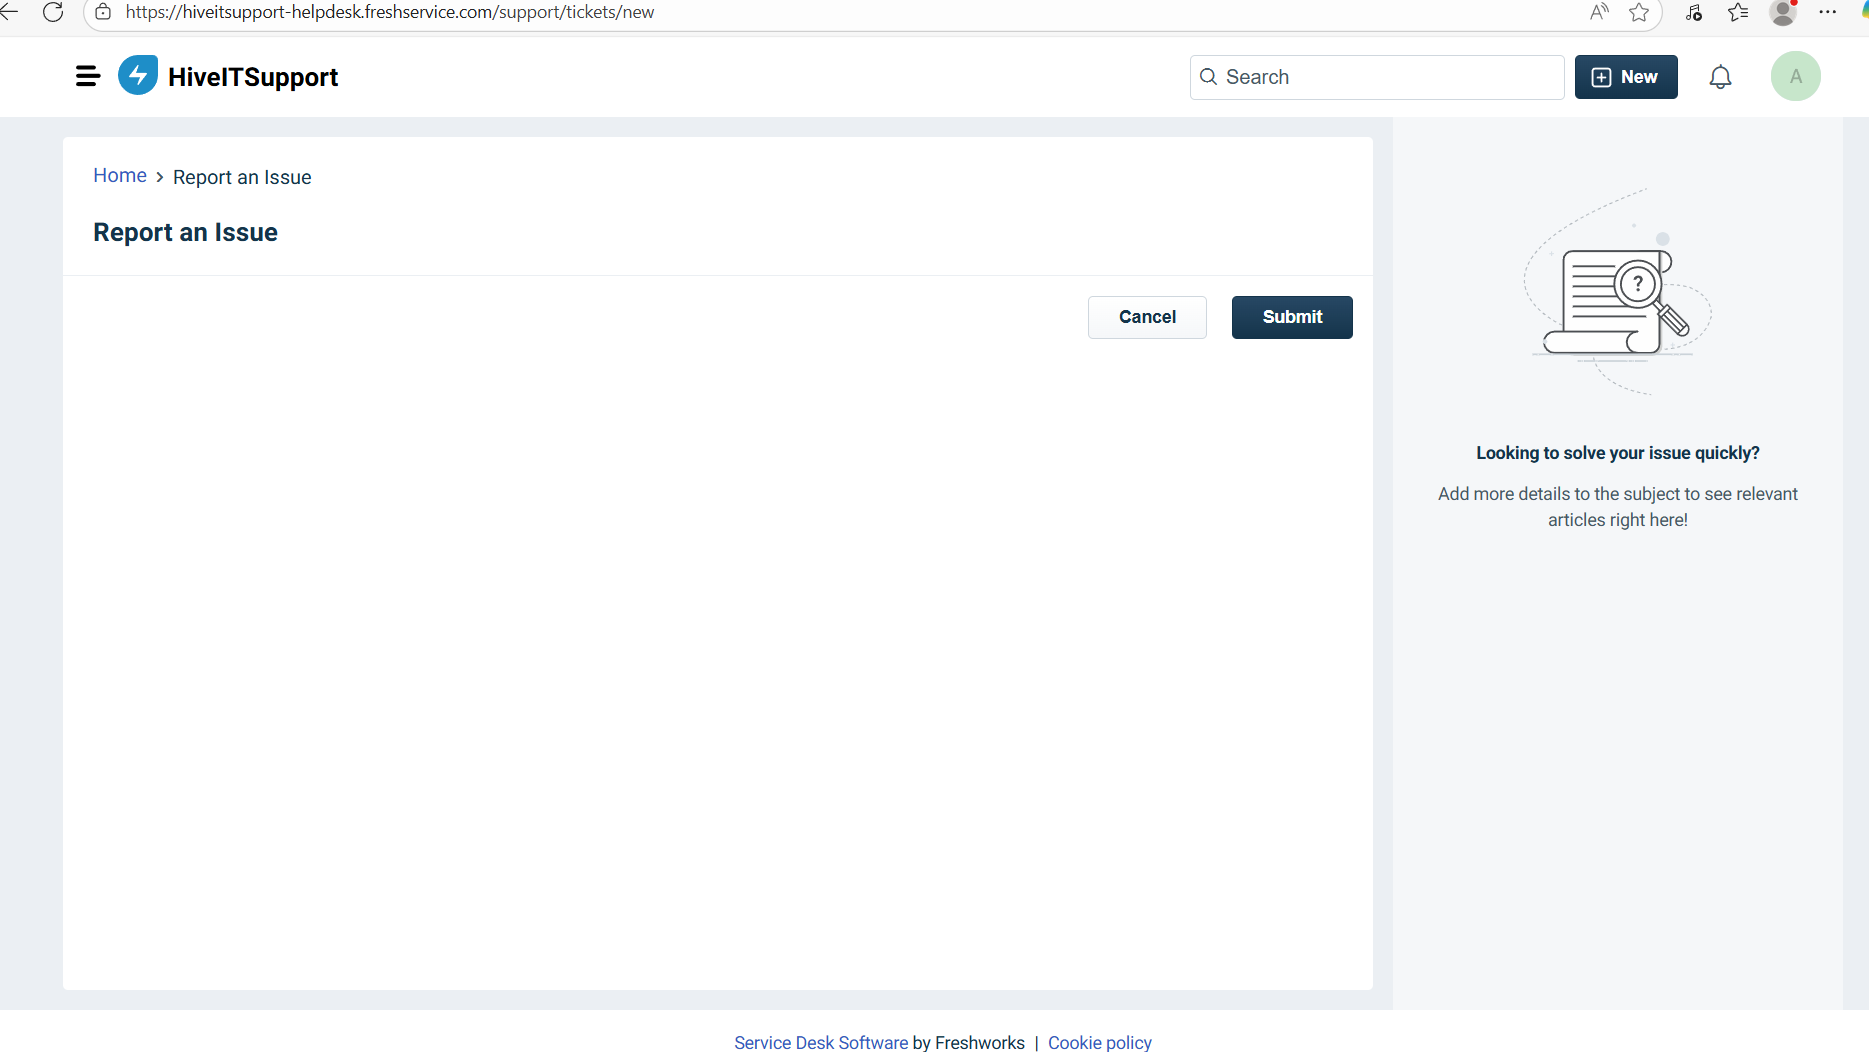 https://hiveitsupport-helpdesk.freshservice.com/support/tickets/new
HiveITSupport
Search
New
A
Home › Report an Issue
Report an Issue
Cancel
Submit
?
Looking to solve your issue quickly?
Add more details to the subject to see relevant
articles right here!
Service Desk Software by Freshworks | Cookie policy